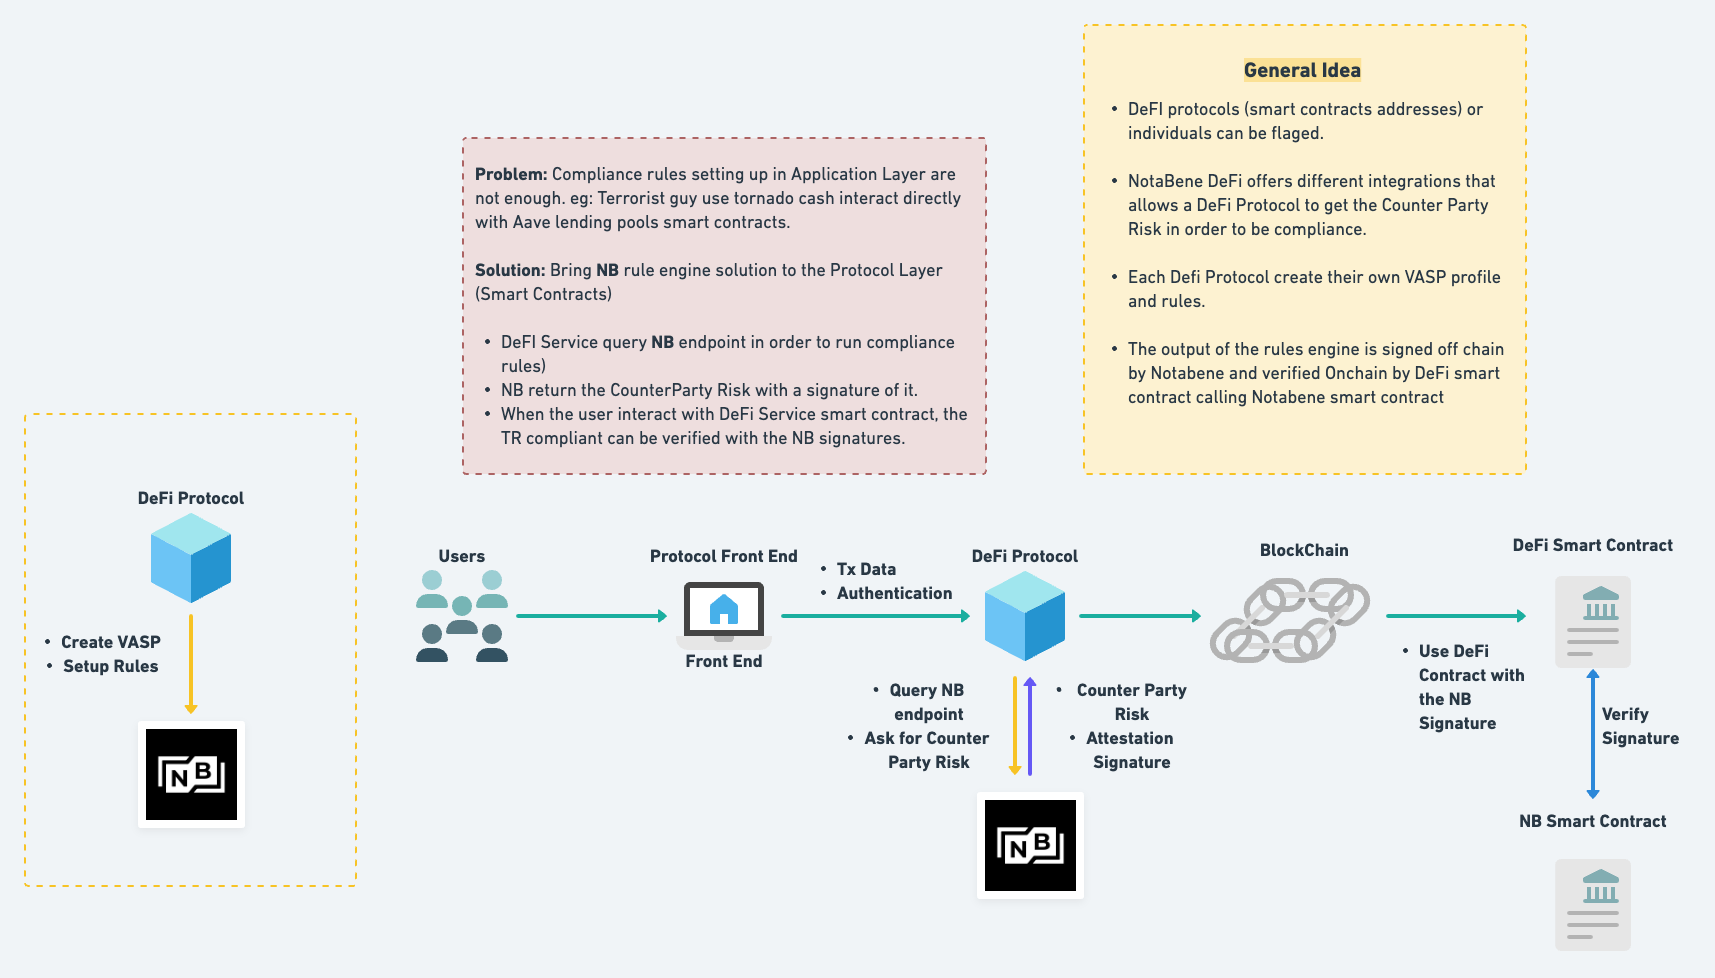 General Idea
• DeFI protocols (smart contracts addresses) or
individuals can be flaged.
• NotaBene DeFi offers different integrations that
allows a DeFi Protocol to get the Counter Party
Risk in order to be compliance.
• Each Defi Protocol create their own VASP profile
and rules.
• The output of the rules engine is signed off chain
by Notabene and verified Onchain by DeFi smart
contract calling Notabene smart contract
Problem: Compliance rules setting up in Application Layer are
not enough. eg: Terrorist guy use tornado cash interact directly
with Aave lending pools smart contracts.
Solution: Bring NB rule engine solution to the Protocol Layer
(Smart Contracts)
• DeFI Service query NB endpoint in order to run compliance
rules)
• NB return the CounterParty Risk with a signature of it.
• When the user interact with DeFi Service smart contract, the
TR compliant can be verified with the NB signatures.
DeFi Protocol
• Create VASP
• Setup Rules
NB
Users
Protocol Front End
Front End
• Tx Data
• Authentication
DeFi Protocol
• Query NB
endpoint
• Ask for Counter
Party Risk
• Counter Party
Risk
• Attestation
Signature
NB
BlockChain
• Use DeFi
Contract with
the NB
Signature
DeFi Smart Contract
Verify
Signature
NB Smart Contract